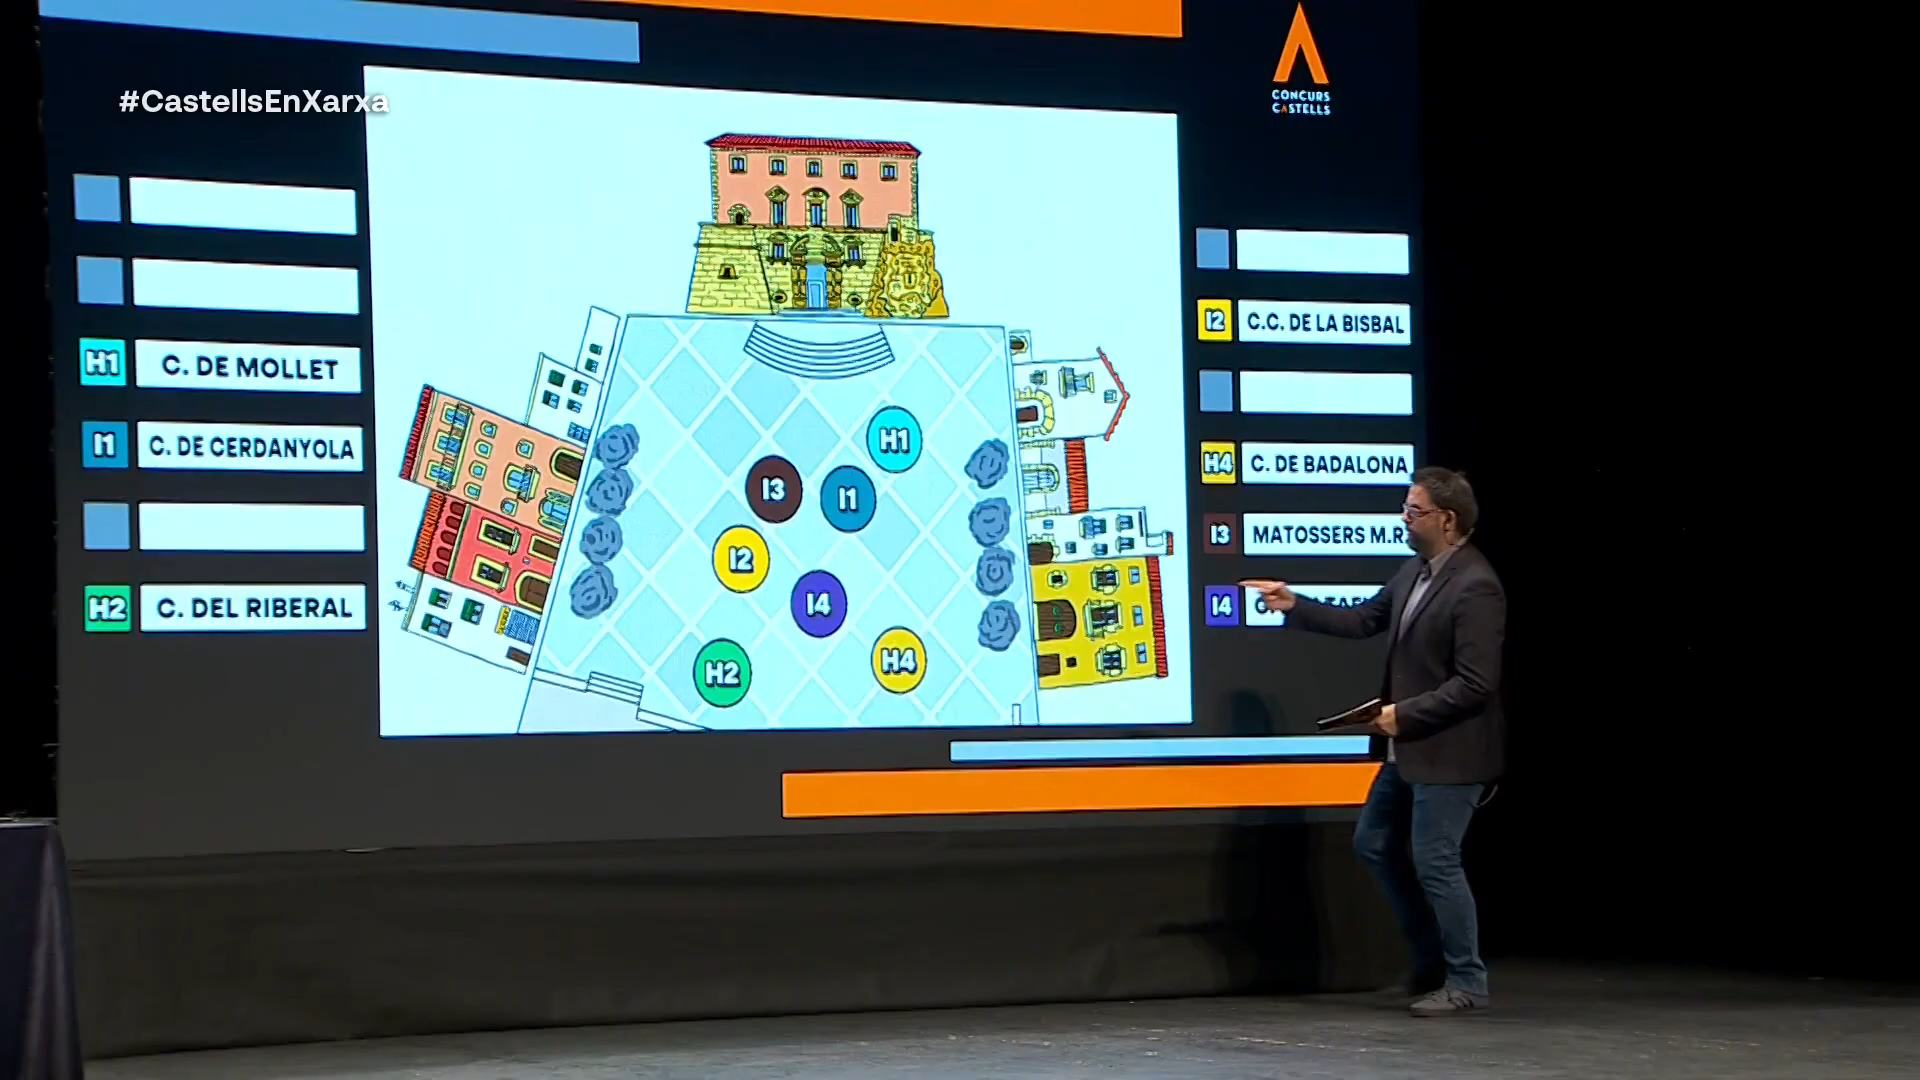 #CastellsEnXarxa
CONCURS
CASTELLS
H1 C. DE MOLLET
I1 C. DE CERDANYOLA
H2 C. DEL RIBERAL
H1
I3
I1
I2
I4
H2
H4
I2 C.C. DE LA BISBAL
H4 C. DE BADALONA
I3 MATOSSERS M.R.
I4